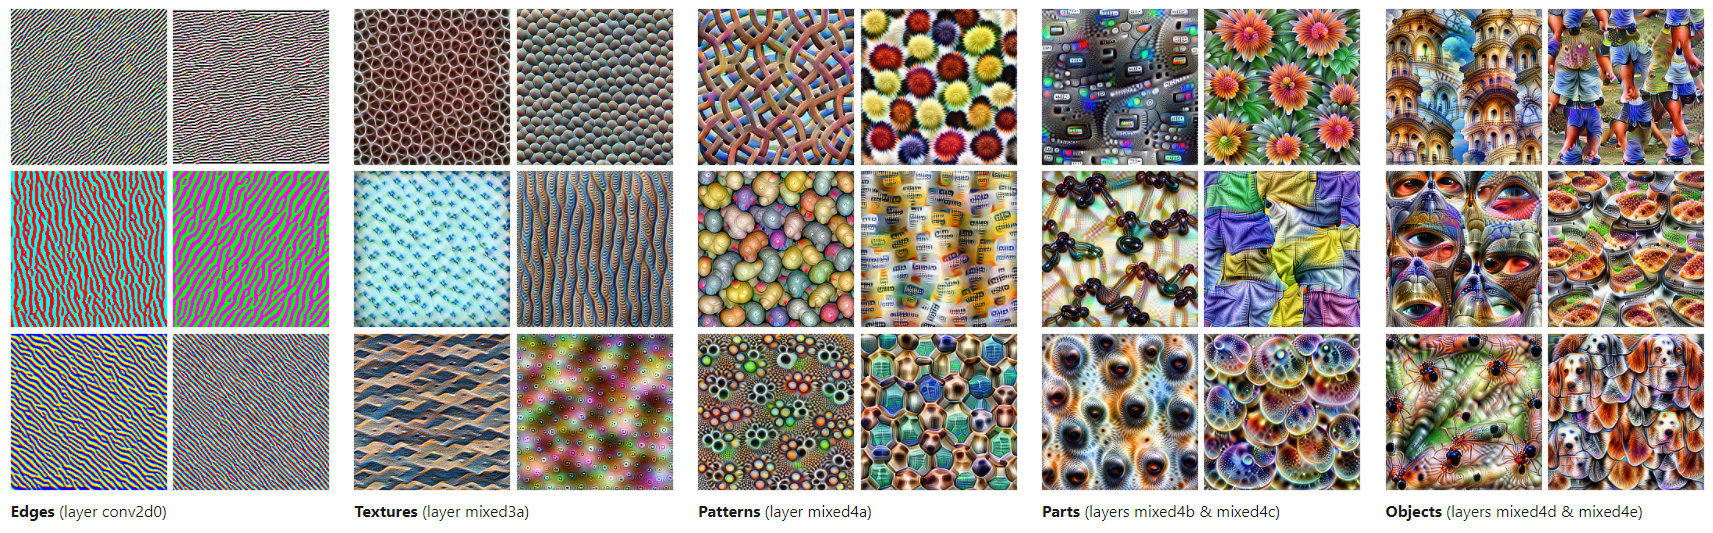 Edges (layer conv2d0)
Textures (layer mixed3a)
Patterns (layer mixed4a)
Parts (layers mixed4b & mixed4c)
Objects (layers mixed4d & mixed4e)